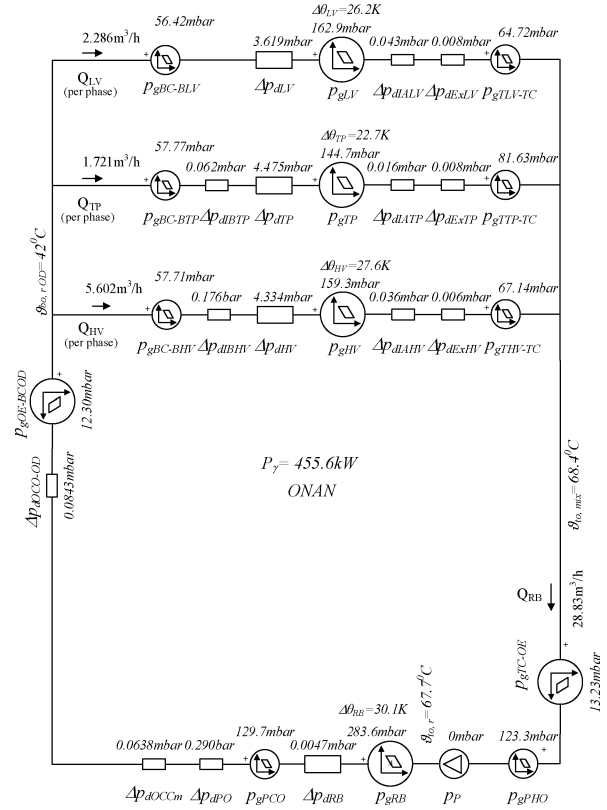 Δθ_LV=26.2K
56.42mbar 162.9mbar 64.72mbar
2.286m³/h 3.619mbar 0.043mbar 0.008mbar
Q_LV
(per phase)
p_gBC-BLV Δp_dLV p_gLV Δp_dIALV Δp_dExLV p_gTLV-TC
Δθ_TP=22.7K
57.77mbar 144.7mbar 81.63mbar
1.721m³/h 0.062mbar 4.475mbar 0.016mbar 0.008mbar
Q_TP
(per phase)
p_gBC-BTP Δp_dIBTP Δp_dTP p_gTP Δp_dIATP Δp_dExTP p_gTTP-TC
ϑ_bo, r OD=42⁰C
Δθ_HV=27.6K
57.71mbar 159.3mbar 67.14mbar
5.602m³/h 0.176bar 4.334mbar 0.036mbar 0.006mbar
Q_HV
(per phase)
p_gBC-BHV Δp_dIBHV Δp_dHV p_gHV Δp_dIAHV Δp_dExHV p_gTHV-TC
p_gOE-BCOD
12.30mbar
P_γ= 455.6kW
ONAN
Δp_dOCO-OD
0.0843mbar
ϑ_to, mix=68.4⁰C
Q_RB
28.83m³/h
p_gTC-OE
13.23mbar
ϑ_to, r=67.7⁰C
Δθ_RB=30.1K
129.7mbar 283.6mbar 0mbar 123.3mbar
0.0638mbar 0.290bar 0.0047mbar
Δp_dOCCm Δp_dPO p_gPCO Δp_dRB p_gRB p_P p_gPHO